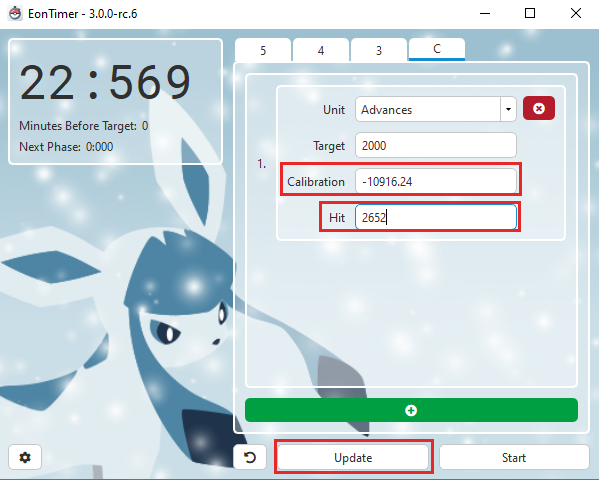 EonTimer - 3.0.0-rc.6
22:569
Minutes Before Target: 0
Next Phase: 0:000
5 4 3 C
1.
Unit Advances
Target 2000
Calibration -10916.24
Hit 2652
Update Start